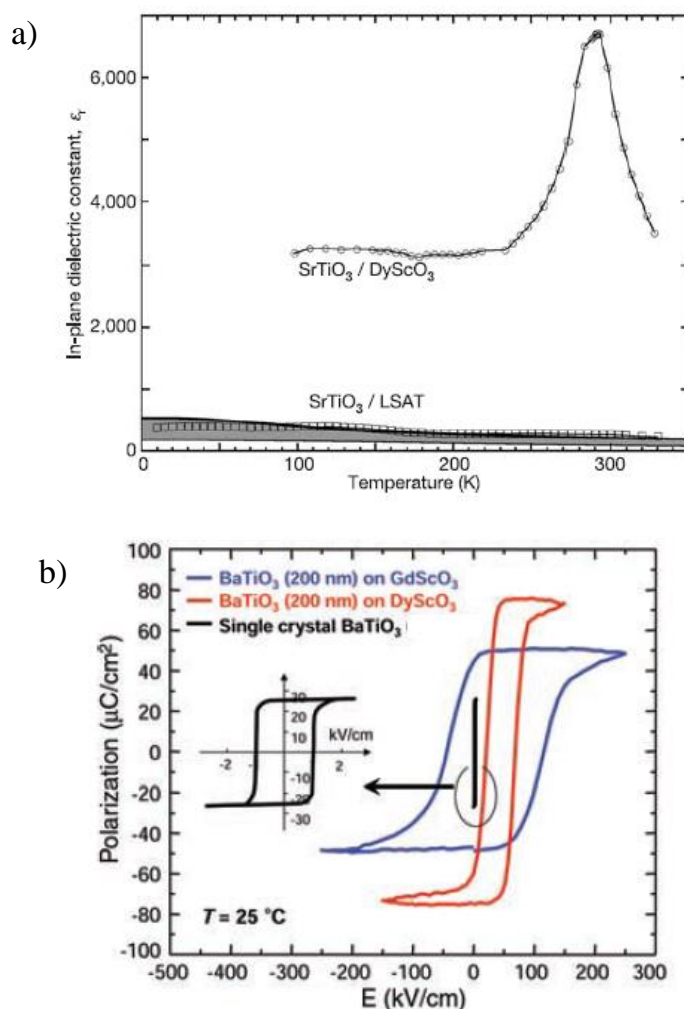 a)
In-plane dielectric constant, εr
6,000
4,000
2,000
0
SrTiO3 / DyScO3
SrTiO3 / LSAT
0 100 200 300
Temperature (K)
b)
Polarization (μC/cm2)
100
80
60
40
20
0
-20
-40
-60
-80
-100
BaTiO3 (200 nm) on GdScO3
BaTiO3 (200 nm) on DyScO3
Single crystal BaTiO3
30
20
10
kV/cm
-2 2
-10
-20
-30
T = 25 °C
-500 -400 -300 -200 -100 0 100 200 300
E (kV/cm)